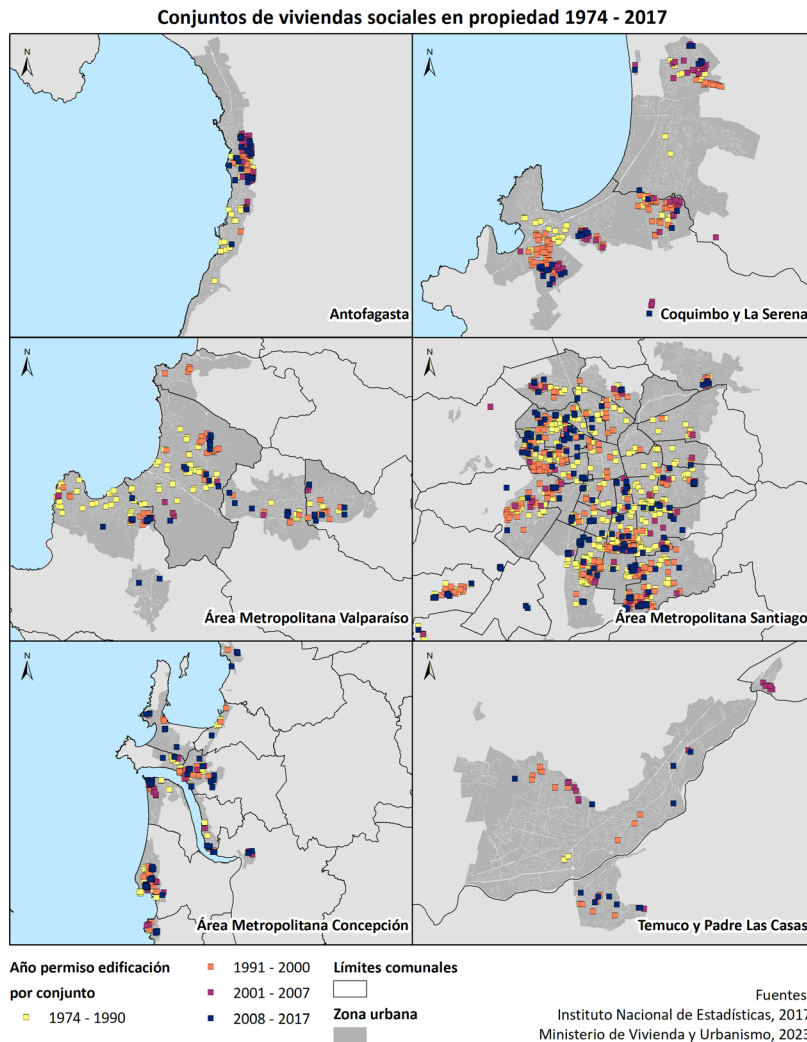 Conjuntos de viviendas sociales en propiedad 1974 - 2017
N
Antofagasta
N
Coquimbo y La Serena
N
Área Metropolitana Valparaíso
N
Área Metropolitana Santiago
N
Área Metropolitana Concepción
N
Temuco y Padre Las Casas
Año permiso edificación
por conjunto
1974 - 1990
1991 - 2000
2001 - 2007
2008 - 2017
Límites comunales
Zona urbana
Fuentes:
Instituto Nacional de Estadísticas, 2017
Ministerio de Vivienda y Urbanismo, 2023